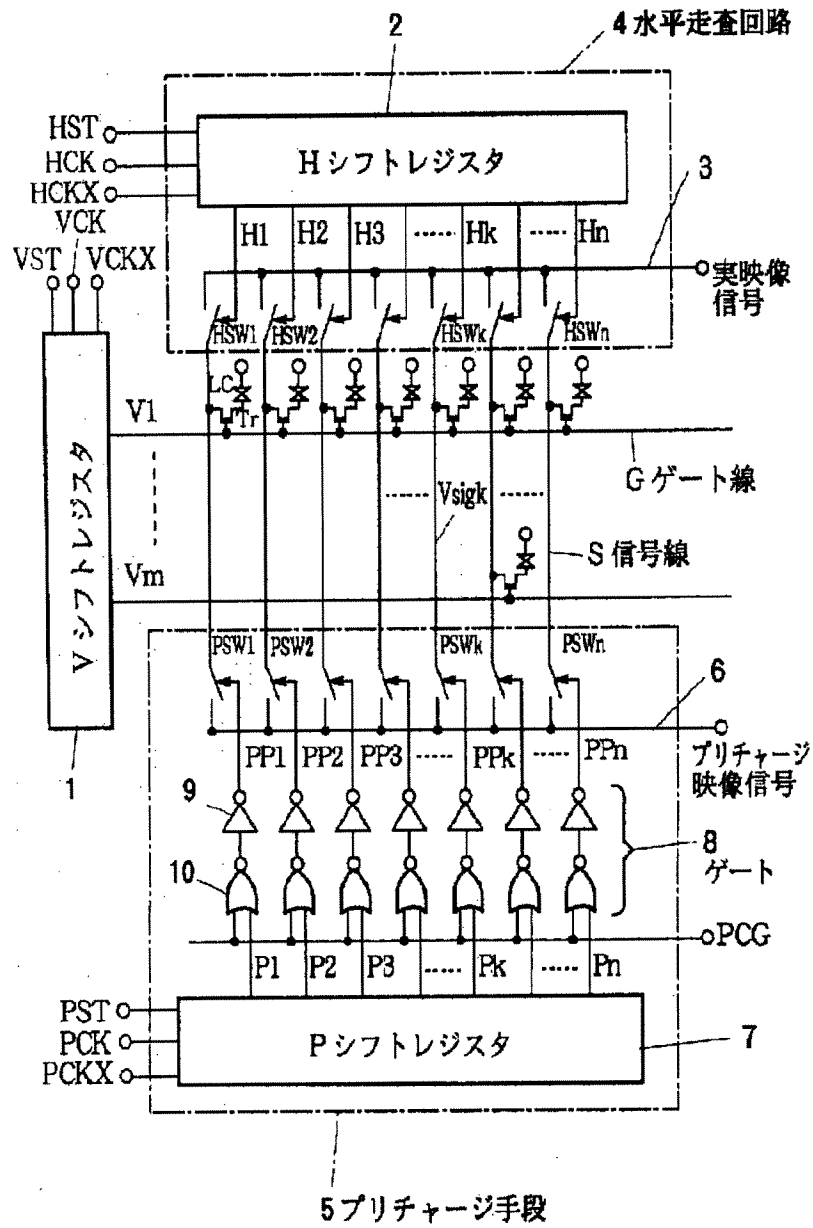 2
4水平走査回路
HST
HCK
HCKX
Hシフトレジスタ
3
VCK
VST
VCKX
H1
H2
H3
......
Hk
......
Hn
実映像
信号
HSW1
HSW2
HSWk
HSWn
LC
Tr
V1
Gゲート線
Vシフトレジスタ
...... Vsigk ......
S信号線
Vm
PSW1
PSW2
PSWk
PSWn
6
1
PP1
PP2
PP3
......
PPk
......
PPn
プリチャージ
映像信号
9
8
ゲート
10
PCG
P1
P2
P3
......
Pk
......
Pn
PST
PCK
PCKX
Pシフトレジスタ
7
5プリチャージ手段